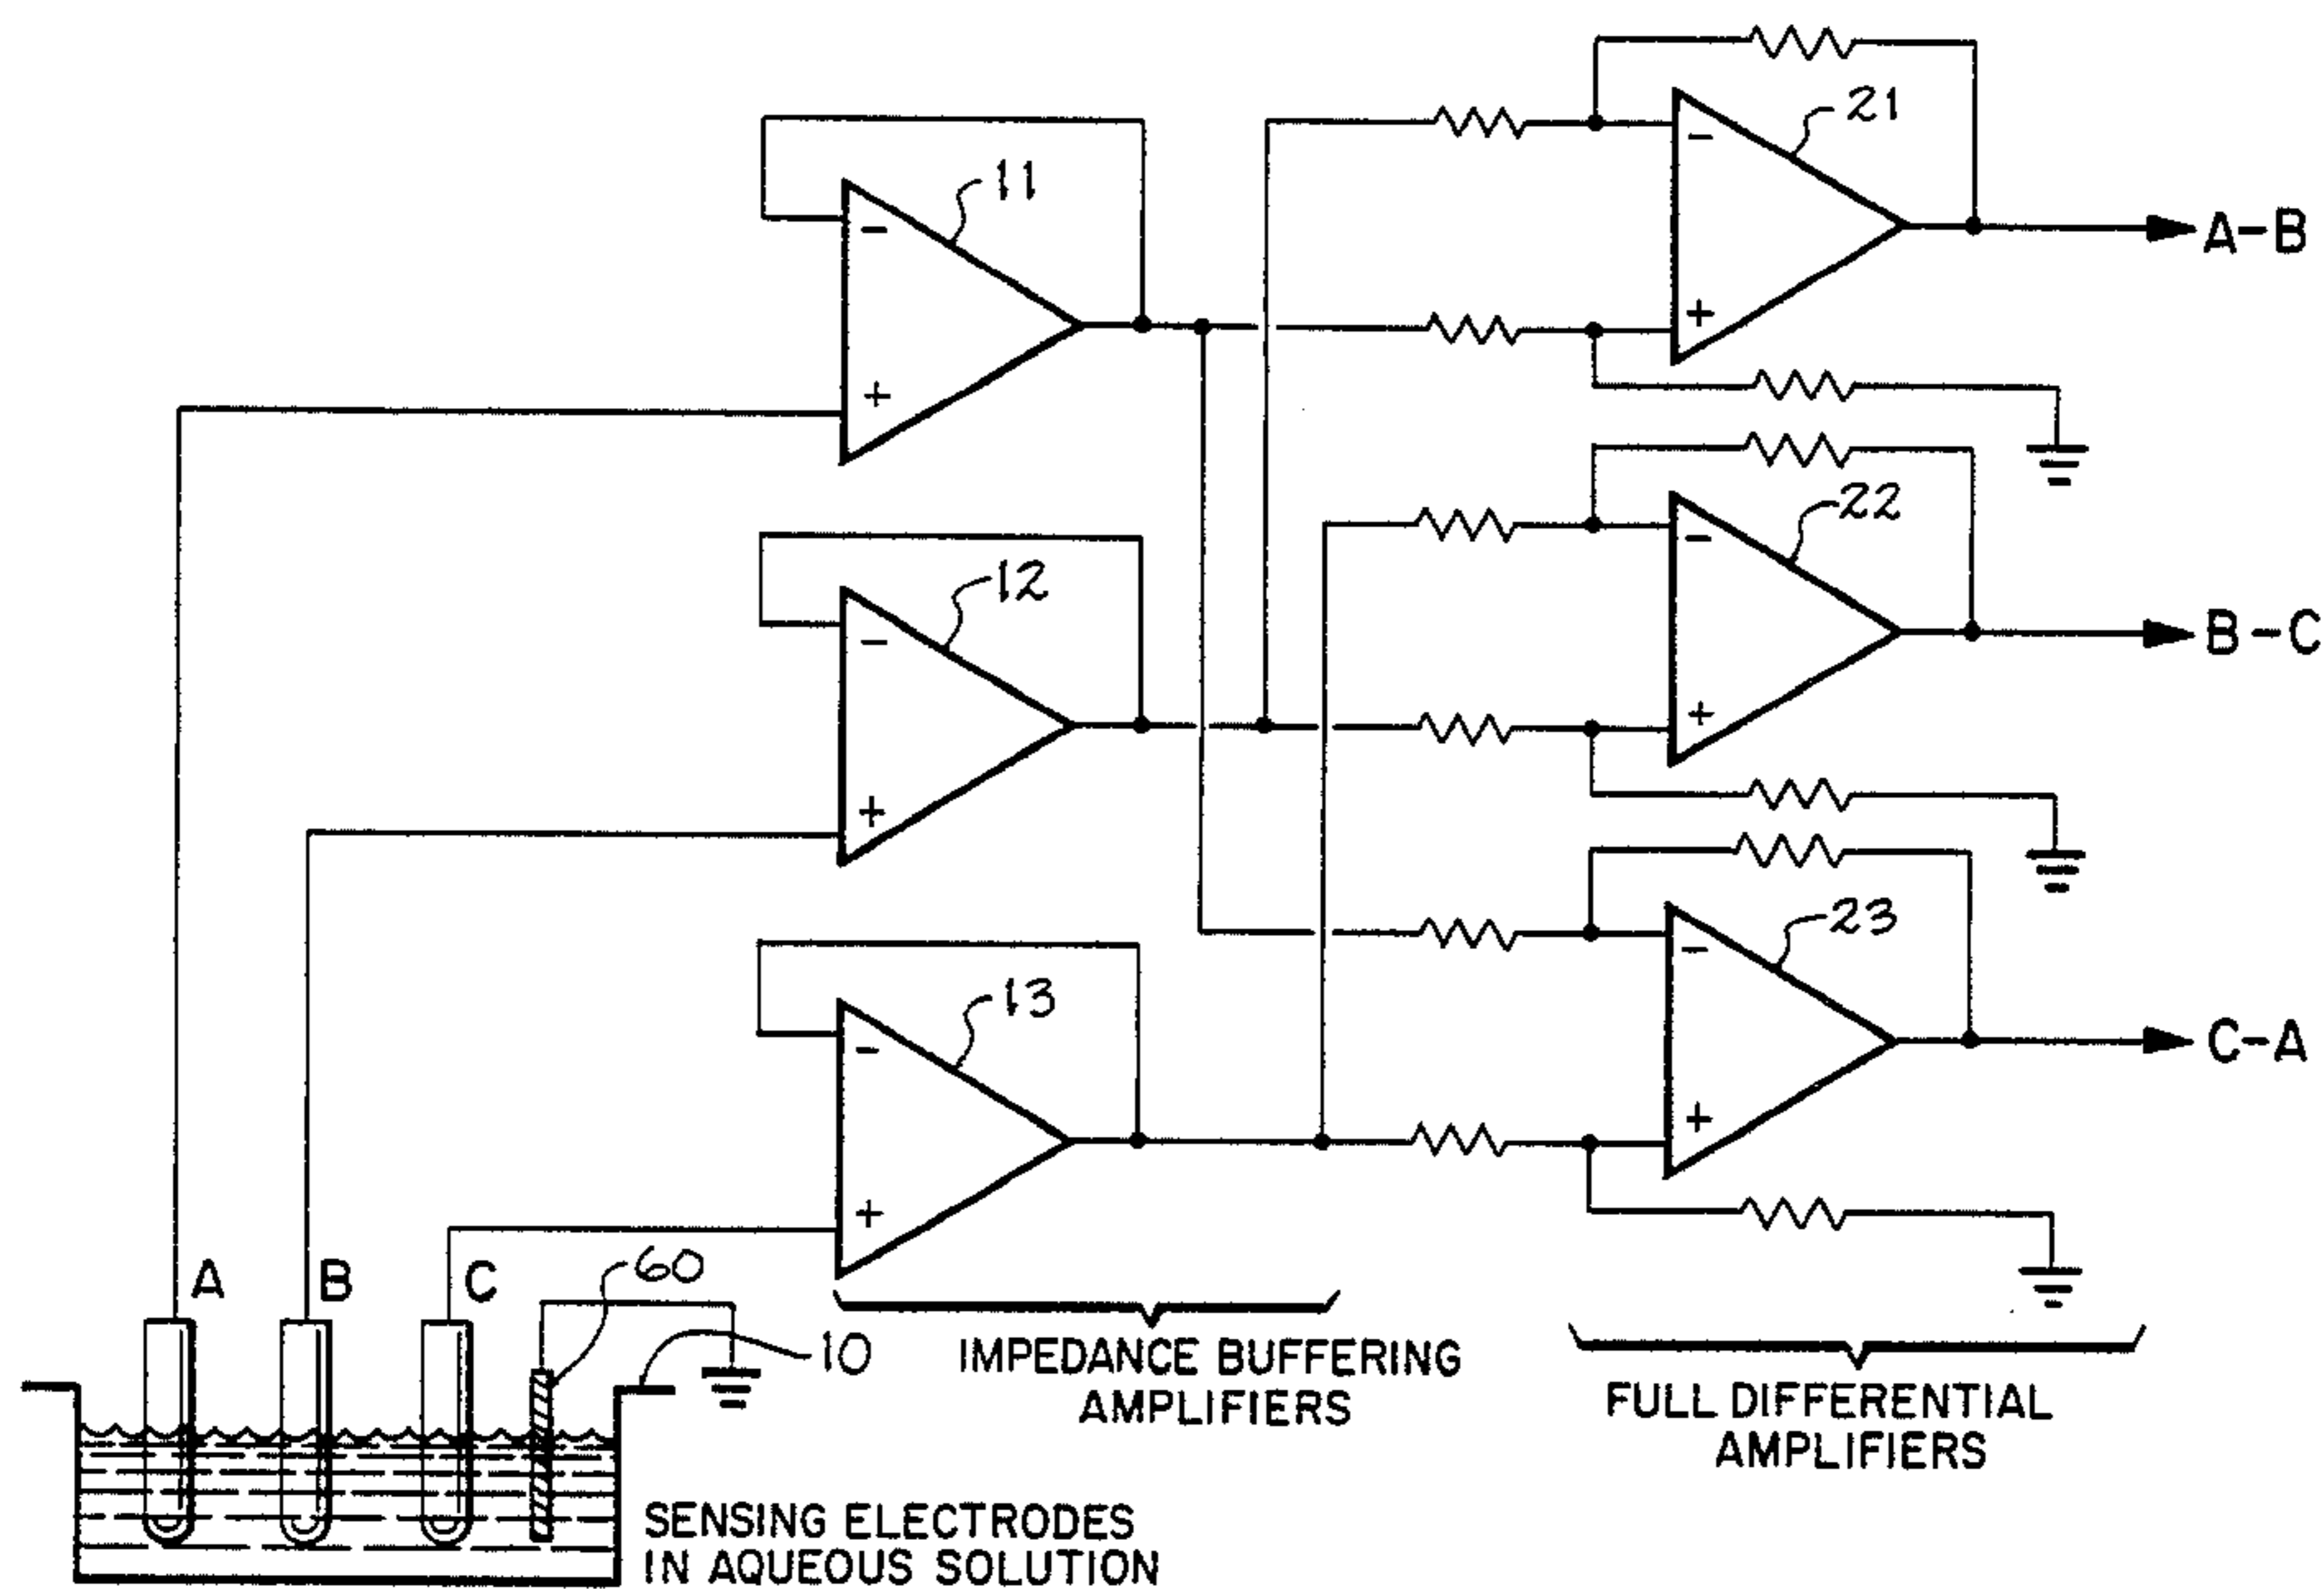 21
-
+
A-B
11
-
+
22
-
+
B-C
12
-
+
23
-
+
C-A
13
-
+
A
B
C
60
10
IMPEDANCE BUFFERING
AMPLIFIERS
FULL DIFFERENTIAL
AMPLIFIERS
SENSING ELECTRODES
IN AQUEOUS SOLUTION